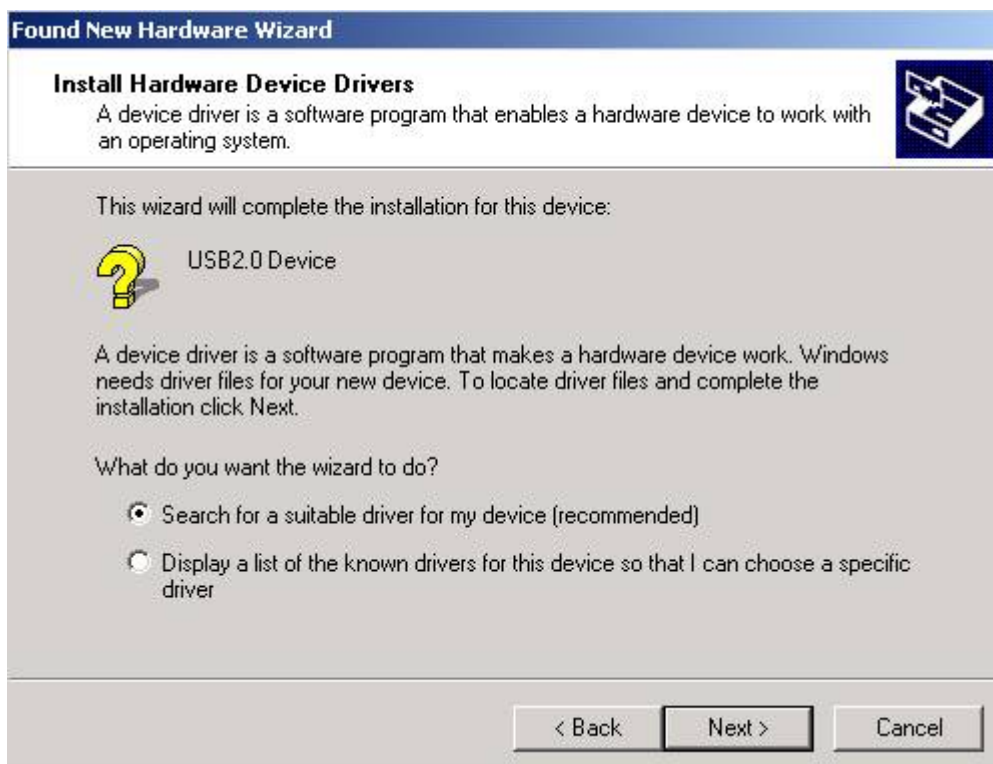 Found New Hardware Wizard
Install Hardware Device Drivers
A device driver is a software program that enables a hardware device to work with
an operating system.
This wizard will complete the installation for this device:
USB2.0 Device
A device driver is a software program that makes a hardware device work. Windows
needs driver files for your new device. To locate driver files and complete the
installation click Next.
What do you want the wizard to do?
Search for a suitable driver for my device (recommended)
Display a list of the known drivers for this device so that I can choose a specific
driver
< Back Next > Cancel